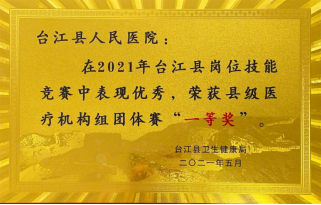 台江县人民医院：
在2021年台江县岗位技能
竞赛中表现优秀，荣获县级医
疗机构组团体赛“一等奖”。
台江县卫生健康局
二〇二一年五月